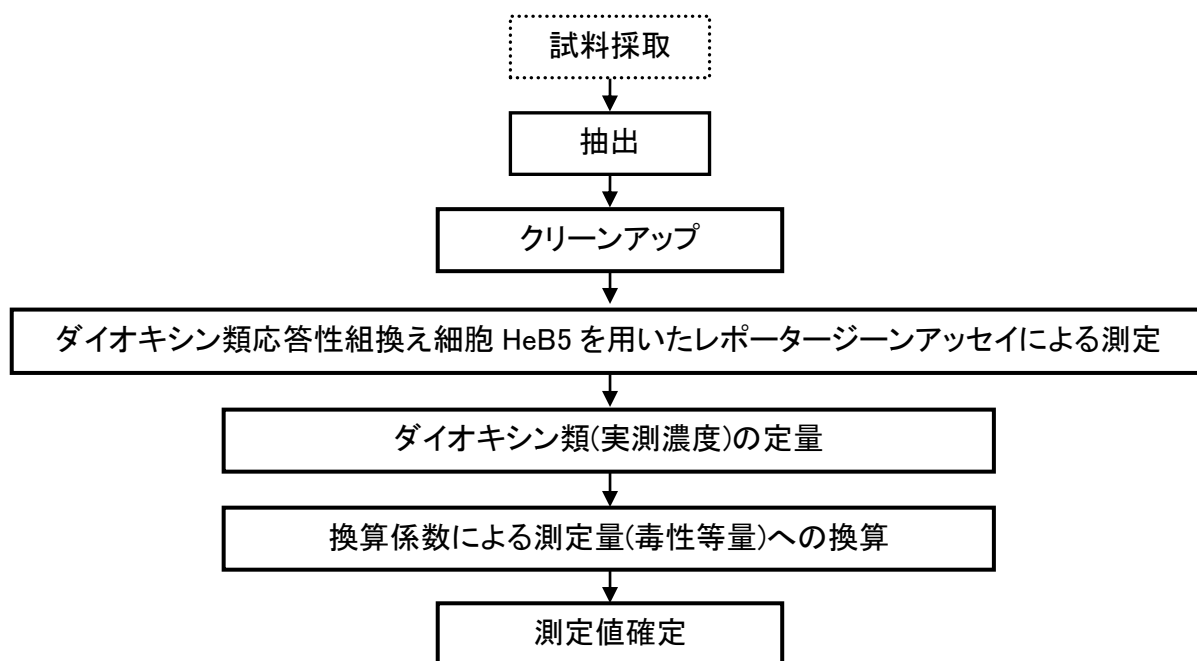 試料採取
抽出
クリーンアップ
ダイオキシン類応答性組換え細胞 HeB5 を用いたレポータージーンアッセイによる測定
ダイオキシン類(実測濃度)の定量
換算係数による測定量(毒性等量)への換算
測定値確定